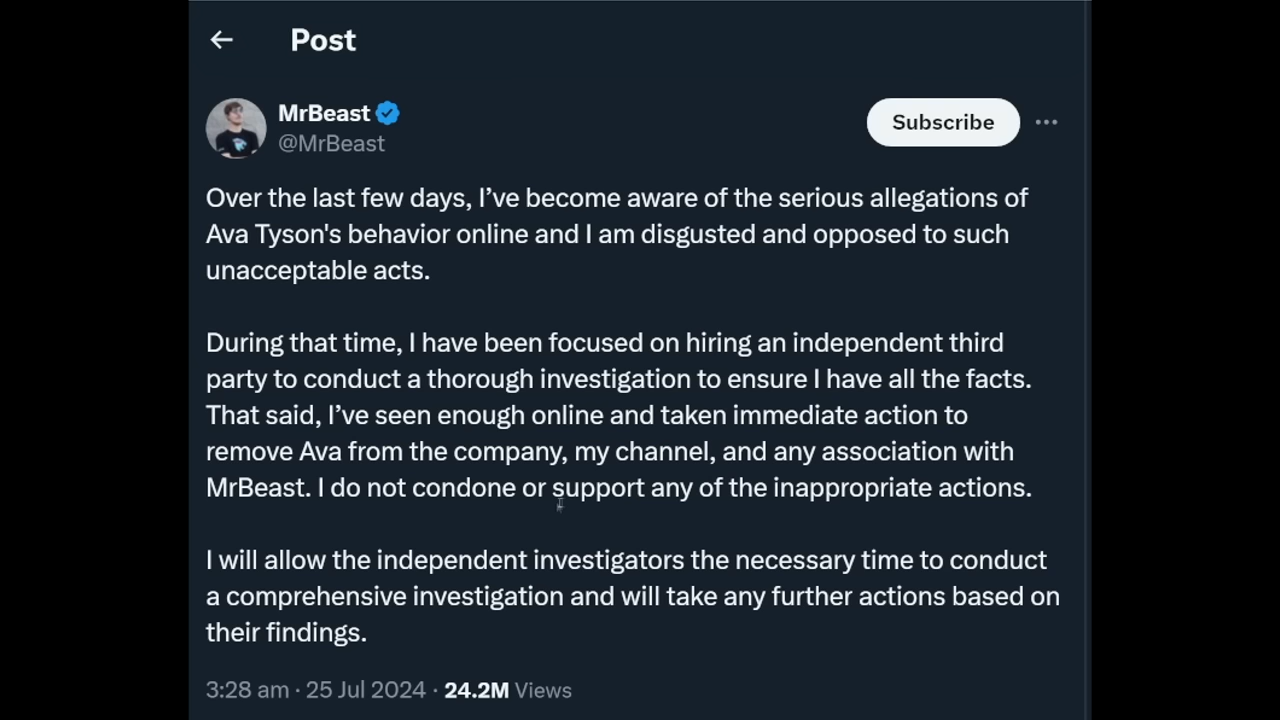 Post
MrBeast
@MrBeast
Subscribe
Over the last few days, I’ve become aware of the serious allegations of
Ava Tyson's behavior online and I am disgusted and opposed to such
unacceptable acts.
During that time, I have been focused on hiring an independent third
party to conduct a thorough investigation to ensure I have all the facts.
That said, I’ve seen enough online and taken immediate action to
remove Ava from the company, my channel, and any association with
MrBeast. I do not condone or support any of the inappropriate actions.
I will allow the independent investigators the necessary time to conduct
a comprehensive investigation and will take any further actions based on
their findings.
3:28 am · 25 Jul 2024 · 24.2M Views